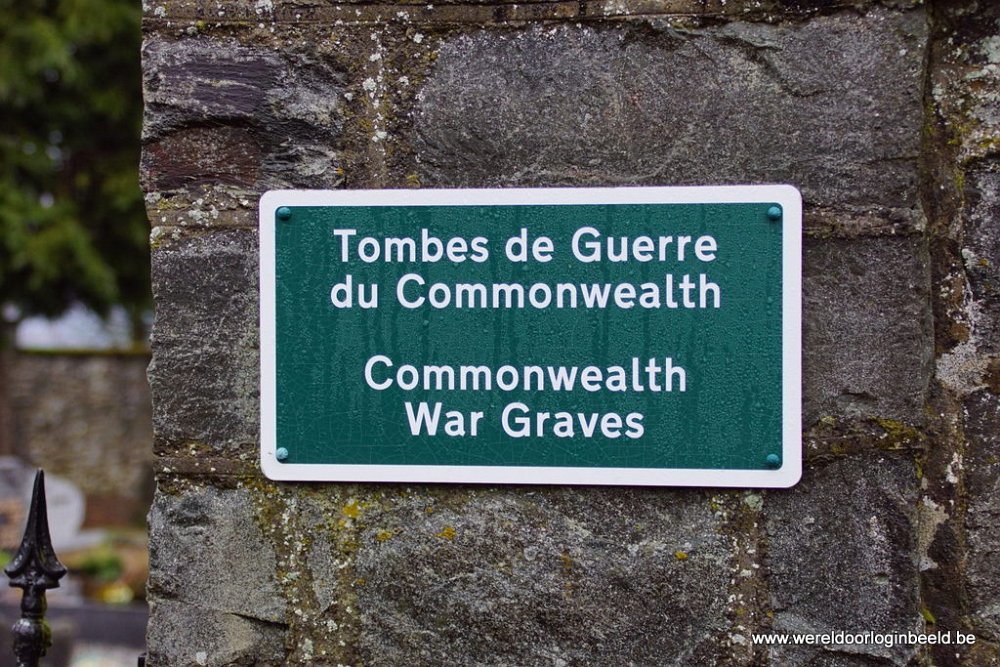 Tombes de Guerre
du Commonwealth
Commonwealth
War Graves
www.wereldoorloginbeeld.be